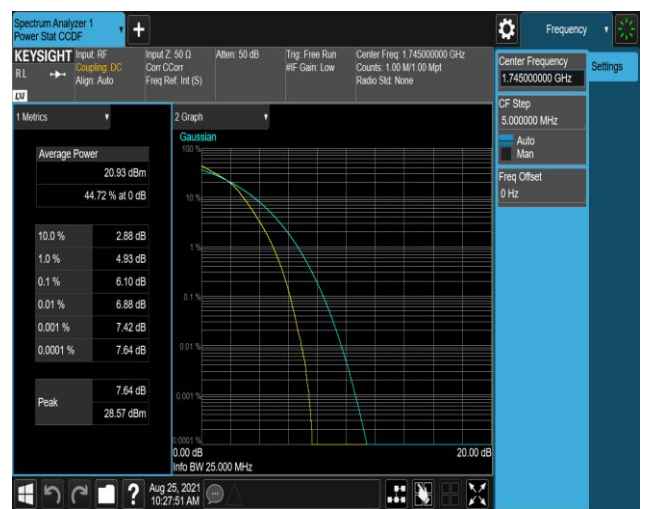 Spectrum Analyzer 1
Power Stat CCDF
+
Frequency
KEYSIGHT
RL
LXI
Input: RF
Coupling: DC
Align: Auto
Input Z: 50 Ω
Corr CCorr
Freq Ref: Int (S)
Atten: 50 dB
Trig: Free Run
#IF Gain: Low
Center Freq: 1.745000000 GHz
Counts: 1.00 M/1.00 Mpt
Radio Std: None
Center Frequency
1.745000000 GHz
Settings
CF Step
5.000000 MHz
Auto
Man
Freq Offset
0 Hz
1 Metrics
Average Power
20.93 dBm
44.72 % at 0 dB
10.0 % 2.88 dB
1.0 % 4.93 dB
0.1 % 6.10 dB
0.01 % 6.88 dB
0.001 % 7.42 dB
0.0001 % 7.64 dB
Peak
7.64 dB
28.57 dBm
2 Graph
Gaussian
100 %
10 %
1 %
0.1 %
0.01 %
0.001 %
0.0001 %
0.00 dB 20.00 dB
Info BW 25.000 MHz
?
Aug 25, 2021
10:27:51 AM